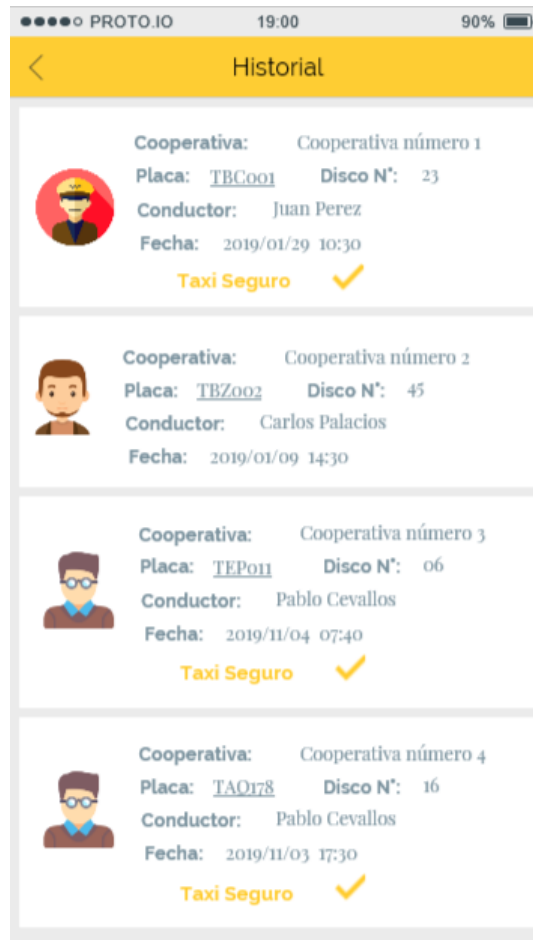 PROTO.IO 19:00 90%
Historial
Cooperativa: Cooperativa número 1
Placa: TBC001 Disco N°: 23
Conductor: Juan Perez
Fecha: 2019/01/29 10:30
Taxi Seguro
Cooperativa: Cooperativa número 2
Placa: TBZ002 Disco N°: 45
Conductor: Carlos Palacios
Fecha: 2019/01/09 14:30
Cooperativa: Cooperativa número 3
Placa: TEP011 Disco N°: 06
Conductor: Pablo Cevallos
Fecha: 2019/11/04 07:40
Taxi Seguro
Cooperativa: Cooperativa número 4
Placa: TAQ178 Disco N°: 16
Conductor: Pablo Cevallos
Fecha: 2019/11/03 17:30
Taxi Seguro